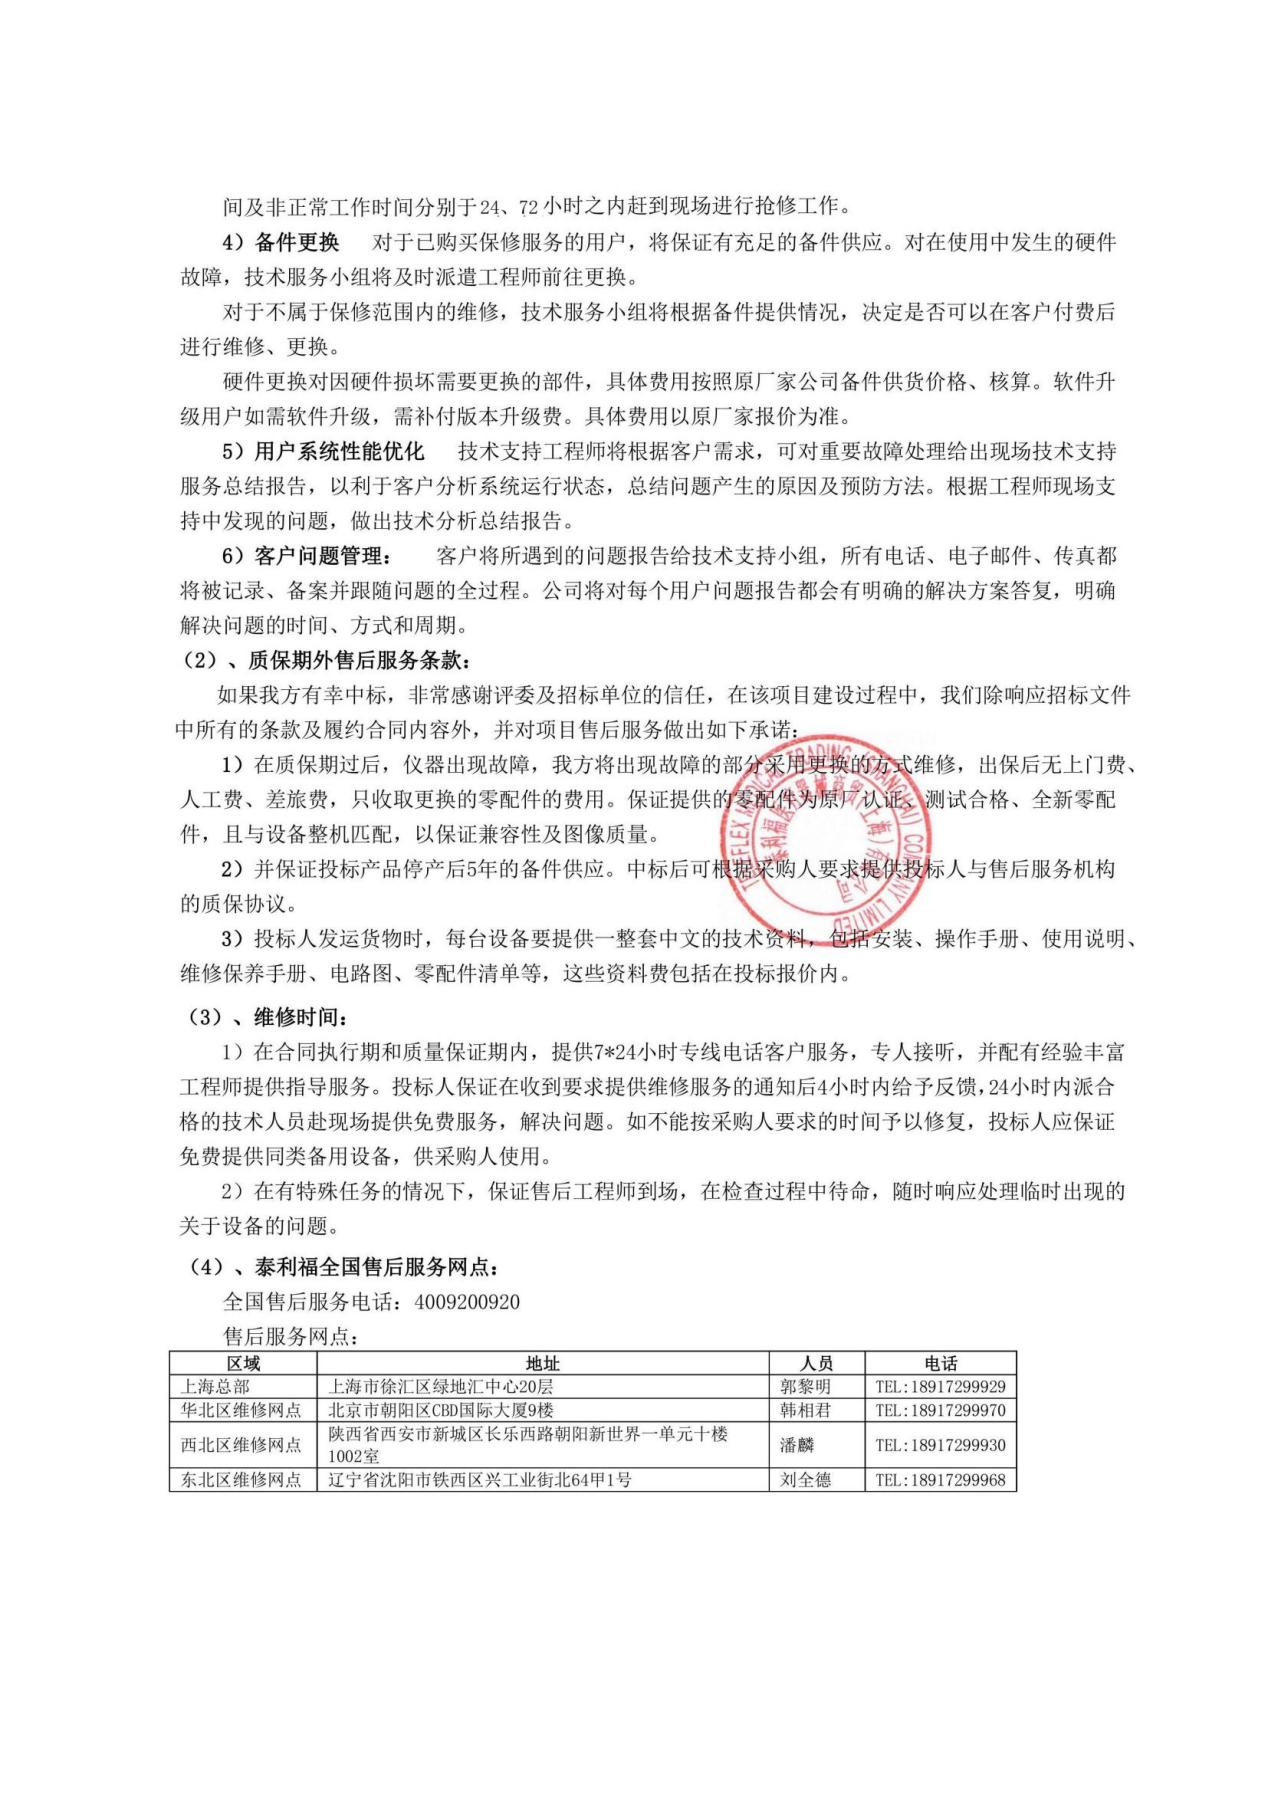 间及非正常工作时间分别于24、72小时之内赶到现场进行抢修工作。
4）备件更换 对于已购买保修服务的用户，将保证有充足的备件供应。对在使用中发生的硬件
故障，技术服务小组将及时派遣工程师前往更换。
对于不属于保修范围内的维修，技术服务小组将根据备件提供情况，决定是否可以在客户付费后
进行维修、更换。
硬件更换对因硬件损坏需要更换的部件，具体费用按照原厂家公司备件供货价格、核算。软件升
级用户如需软件升级，需补付版本升级费。具体费用以原厂家报价为准。
5）用户系统性能优化 技术支持工程师将根据客户需求，可对重要故障处理给出现场技术支持
服务总结报告，以利于客户分析系统运行状态，总结问题产生的原因及预防方法。根据工程师现场支
持中发现的问题，做出技术分析总结报告。
6）客户问题管理： 客户将所遇到的问题报告给技术支持小组，所有电话、电子邮件、传真都
将被记录、备案并跟随问题的全过程。公司将对每个用户问题报告都会有明确的解决方案答复，明确
解决问题的时间、方式和周期。
（2）、质保期外售后服务条款：
如果我方有幸中标，非常感谢评委及招标单位的信任，在该项目建设过程中，我们除响应招标文件
中所有的条款及履约合同内容外，并对项目售后服务做出如下承诺：
1）在质保期过后，仪器出现故障，我方将出现故障的部分采用更换的方式维修，出保后无上门费、
人工费、差旅费，只收取更换的零配件的费用。保证提供的零配件为原厂认证、测试合格、全新零配
件，且与设备整机匹配，以保证兼容性及图像质量。
2）并保证投标产品停产后5年的备件供应。中标后可根据采购人要求提供投标人与售后服务机构
的质保协议。
3）投标人发运货物时，每台设备要提供一整套中文的技术资料，包括安装、操作手册、使用说明、
维修保养手册、电路图、零配件清单等，这些资料费包括在投标报价内。
TELEFLEX MEDICAL TRADING (SHANGHAI) COMPANY LIMITED
泰利福医疗器械商贸（上海）有限公司
（3）、维修时间：
1）在合同执行期和质量保证期内，提供7*24小时专线电话客户服务，专人接听，并配有经验丰富
工程师提供指导服务。投标人保证在收到要求提供维修服务的通知后4小时内给予反馈,24小时内派合
格的技术人员赴现场提供免费服务，解决问题。如不能按采购人要求的时间予以修复，投标人应保证
免费提供同类备用设备，供采购人使用。
2）在有特殊任务的情况下，保证售后工程师到场，在检查过程中待命，随时响应处理临时出现的
关于设备的问题。
（4）、泰利福全国售后服务网点：
全国售后服务电话：4009200920
售后服务网点：
区域 地址 人员 电话
上海总部 上海市徐汇区绿地汇中心20层 郭黎明 TEL:18917299929
华北区维修网点 北京市朝阳区CBD国际大厦9楼 韩相君 TEL:18917299970
西北区维修网点 陕西省西安市新城区长乐西路朝阳新世界一单元十楼
1002室 潘麟 TEL:18917299930
东北区维修网点 辽宁省沈阳市铁西区兴工业街北64甲1号 刘全德 TEL:18917299968